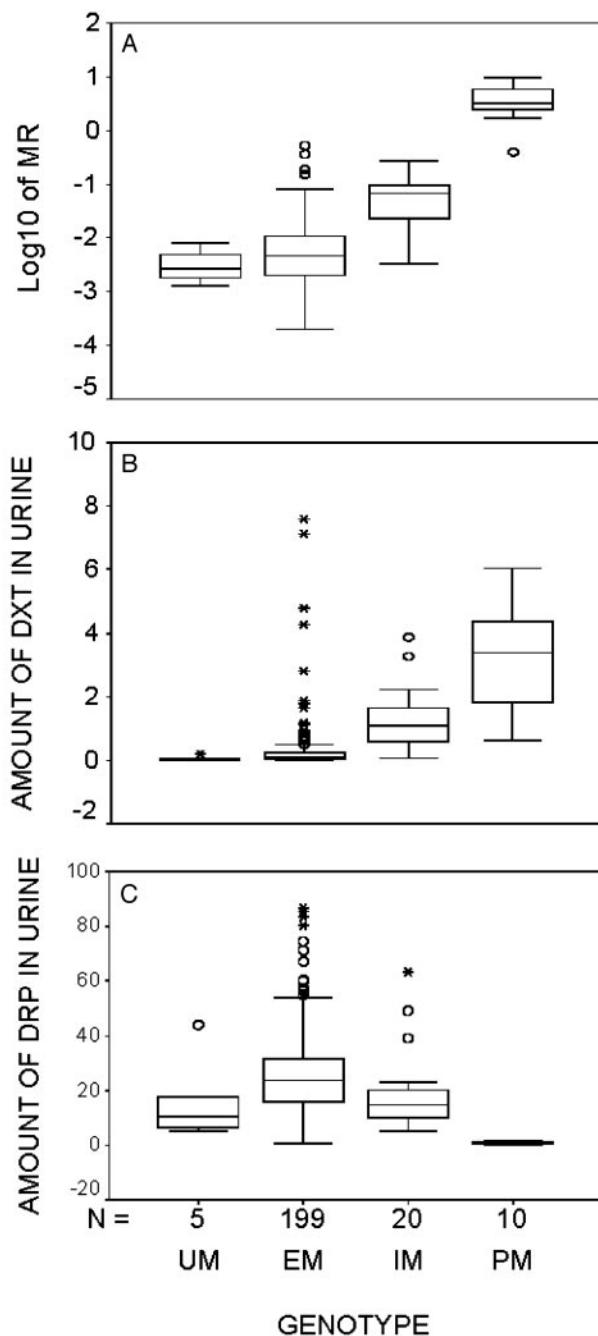 A
Log10 of MR
2
1
0
-1
-2
-3
-4
-5
B
AMOUNT OF DXT IN URINE
10
8
6
4
2
0
-2
C
AMOUNT OF DRP IN URINE
100
80
60
40
20
0
-20
N = 5 199 20 10
UM EM IM PM
GENOTYPE